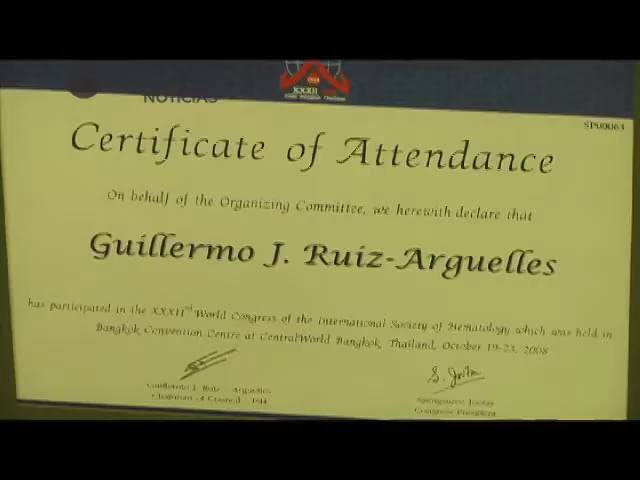 XXXII
NOTICIAS
SP00063
Certificate of Attendance
On behalf of the Organizing Committee, we herewith declare that
Guillermo J. Ruiz-Arguelles
has participated in the XXXIInd World Congress of the International Society of Hematology which was held in
Bangkok Convention Centre at CentralWorld Bangkok, Thailand, October 19-23, 2008
Guillermo J. Ruiz - Arguelles
Chairman of Council - ISH
Congress President